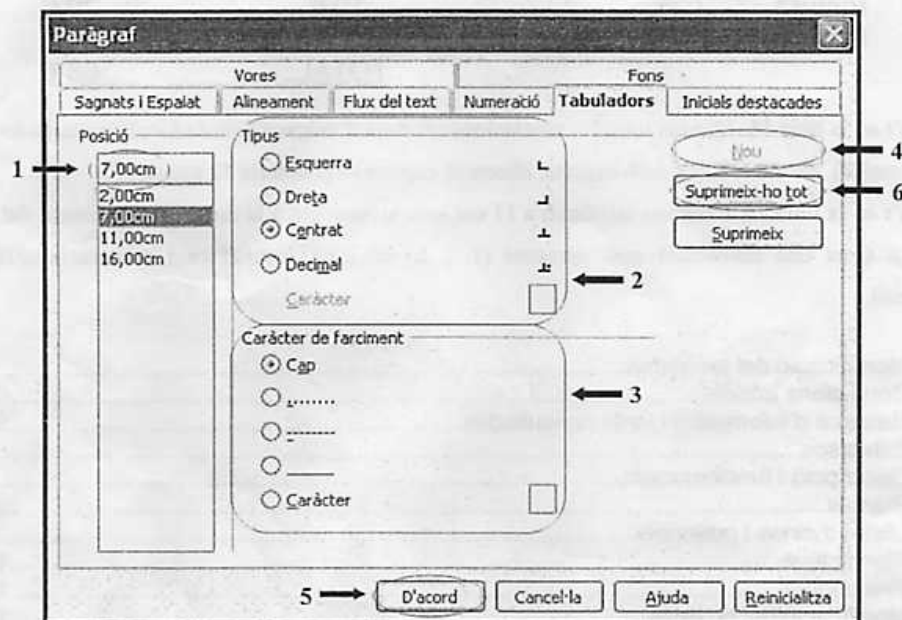 Paràgraf
Vores Fons
Sagnats i Espaiat Alineament Flux del text Numeració Tabuladors Inicials destacades
Posició
1
7,00cm
2,00cm
7,00cm
11,00cm
16,00cm
Tipus
Esquerra
Dreta
Centrat
Decimal
Caràcter
2
Caràcter de farciment
Cap
3
Caràcter
Nou
4
Suprimeix-ho tot
6
Suprimeix
5
D'acord Cancel·la Ajuda Reinicialitza